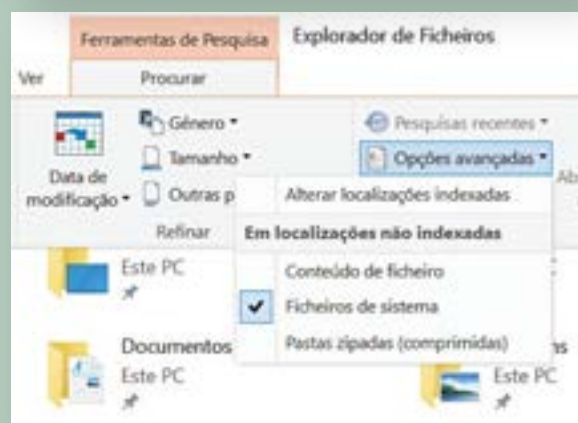 Ferramentas de Pesquisa
Explorador de Ficheiros
Ver
Procurar
Data de
modificação
Género
Tamanho
Outras p
Refinar
Pesquisas recentes
Opções avançadas
Alterar localizações indexadas
Em localizações não indexadas
Conteúdo de ficheiro
Ficheiros de sistema
Pastas zipadas (comprimidas)
Este PC
Documentos
Este PC
Este PC